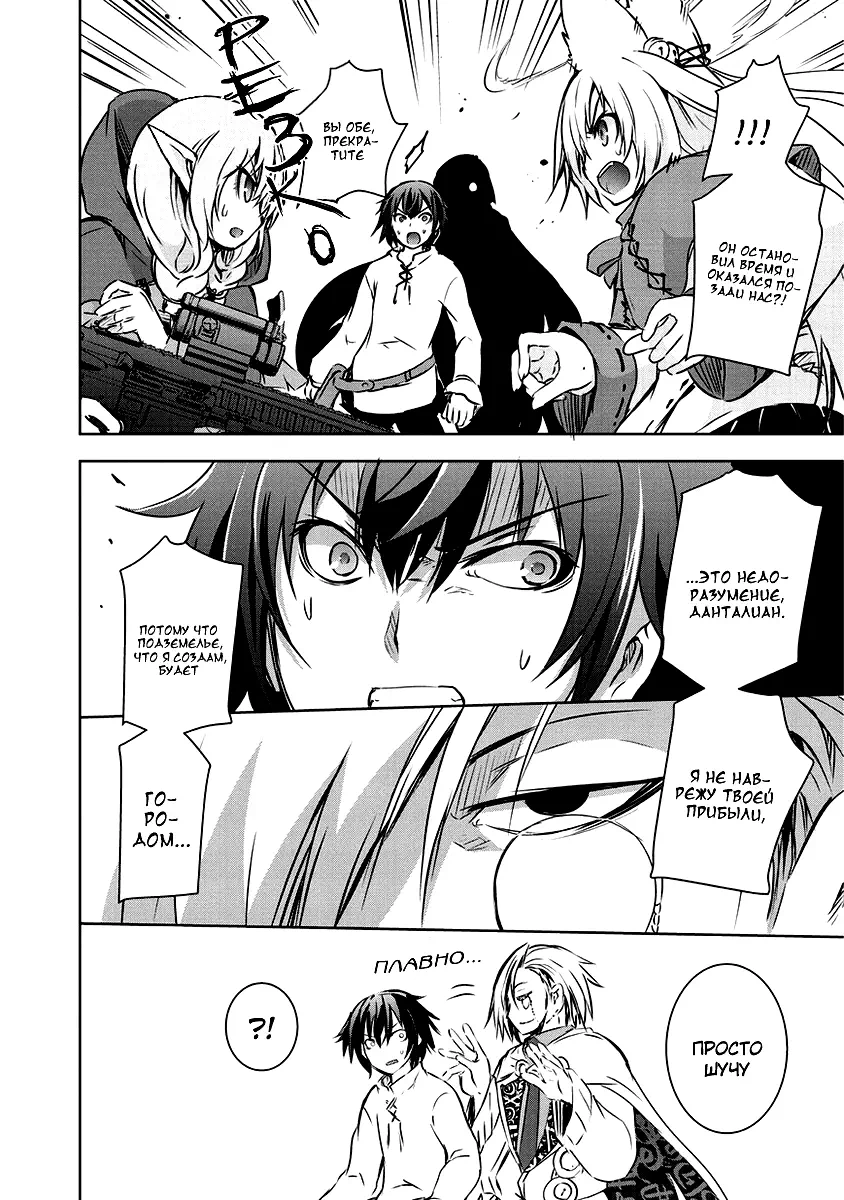 !!!
ОН ОСТАНО-
ВИЛ ВРЕМЯ И
ОКАЗАЛСЯ ПО-
ЗАДИ НАС?!
ВЫ ОБЕ,
ПРЕКРА-
ТИТЕ
РЕЗКО
...ЭТО НЕДО-
РАЗУМЕНИЕ,
ДАНТАЛИАН.
Я НЕ НАВ-
РЕЖУ ТВОЕЙ
ПРИБЫЛИ,
ПОТОМУ ЧТО
ПОДЗЕМЕЛЬЕ,
ЧТО Я СОЗДАМ,
БУДЕТ
ГО-
РО-
ДОМ...
ПРОСТО
ШУЧУ
ПЛАВНО...
?!